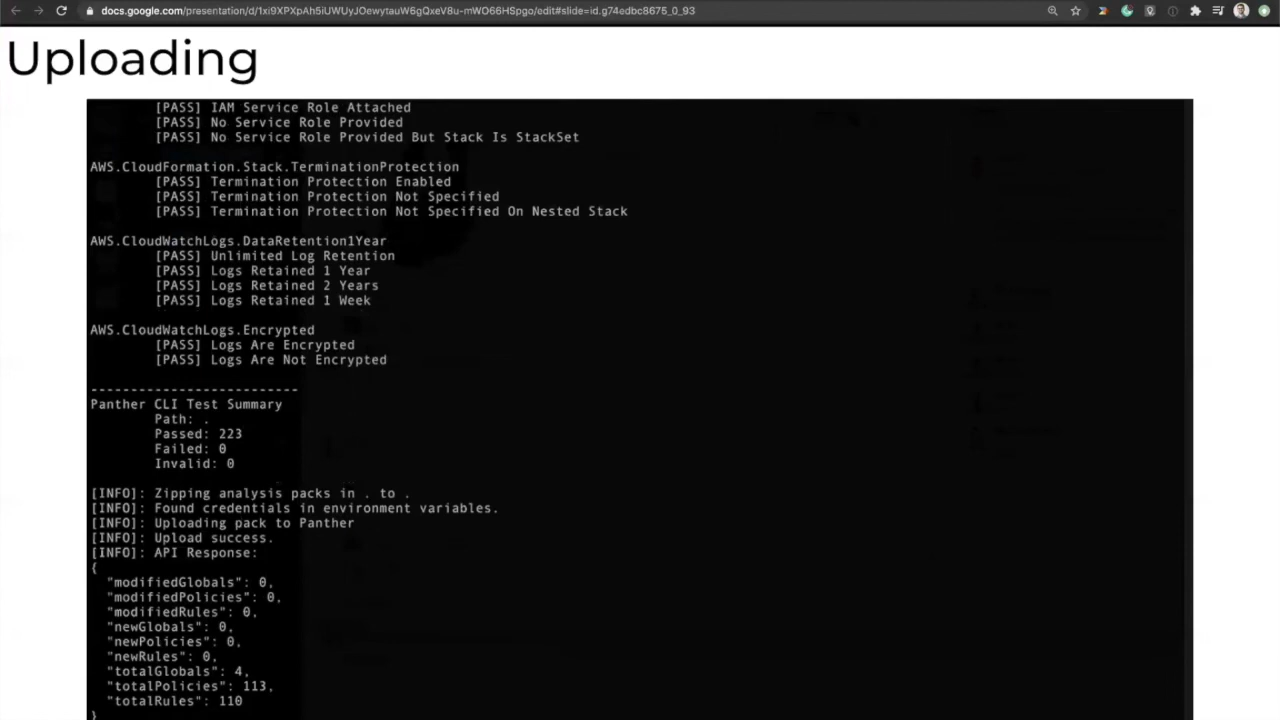 docs.google.com/presentation/d/1xi9XPXpAh5iUWUyJOewytauW6gQxeV8u-mWO66HSpgo/edit#slide=id.g74edbc8675_0_93
Uploading
[PASS] IAM Service Role Attached
[PASS] No Service Role Provided
[PASS] No Service Role Provided But Stack Is StackSet
AWS.CloudFormation.Stack.TerminationProtection
[PASS] Termination Protection Enabled
[PASS] Termination Protection Not Specified
[PASS] Termination Protection Not Specified On Nested Stack
AWS.CloudWatchLogs.DataRetention1Year
[PASS] Unlimited Log Retention
[PASS] Logs Retained 1 Year
[PASS] Logs Retained 2 Years
[PASS] Logs Retained 1 Week
AWS.CloudWatchLogs.Encrypted
[PASS] Logs Are Encrypted
[PASS] Logs Are Not Encrypted
--------------------------
Panther CLI Test Summary
Path: .
Passed: 223
Failed: 0
Invalid: 0
[INFO]: Zipping analysis packs in . to .
[INFO]: Found credentials in environment variables.
[INFO]: Uploading pack to Panther
[INFO]: Upload success.
[INFO]: API Response:
{
"modifiedGlobals": 0,
"modifiedPolicies": 0,
"modifiedRules": 0,
"newGlobals": 0,
"newPolicies": 0,
"newRules": 0,
"totalGlobals": 4,
"totalPolicies": 113,
"totalRules": 110
}